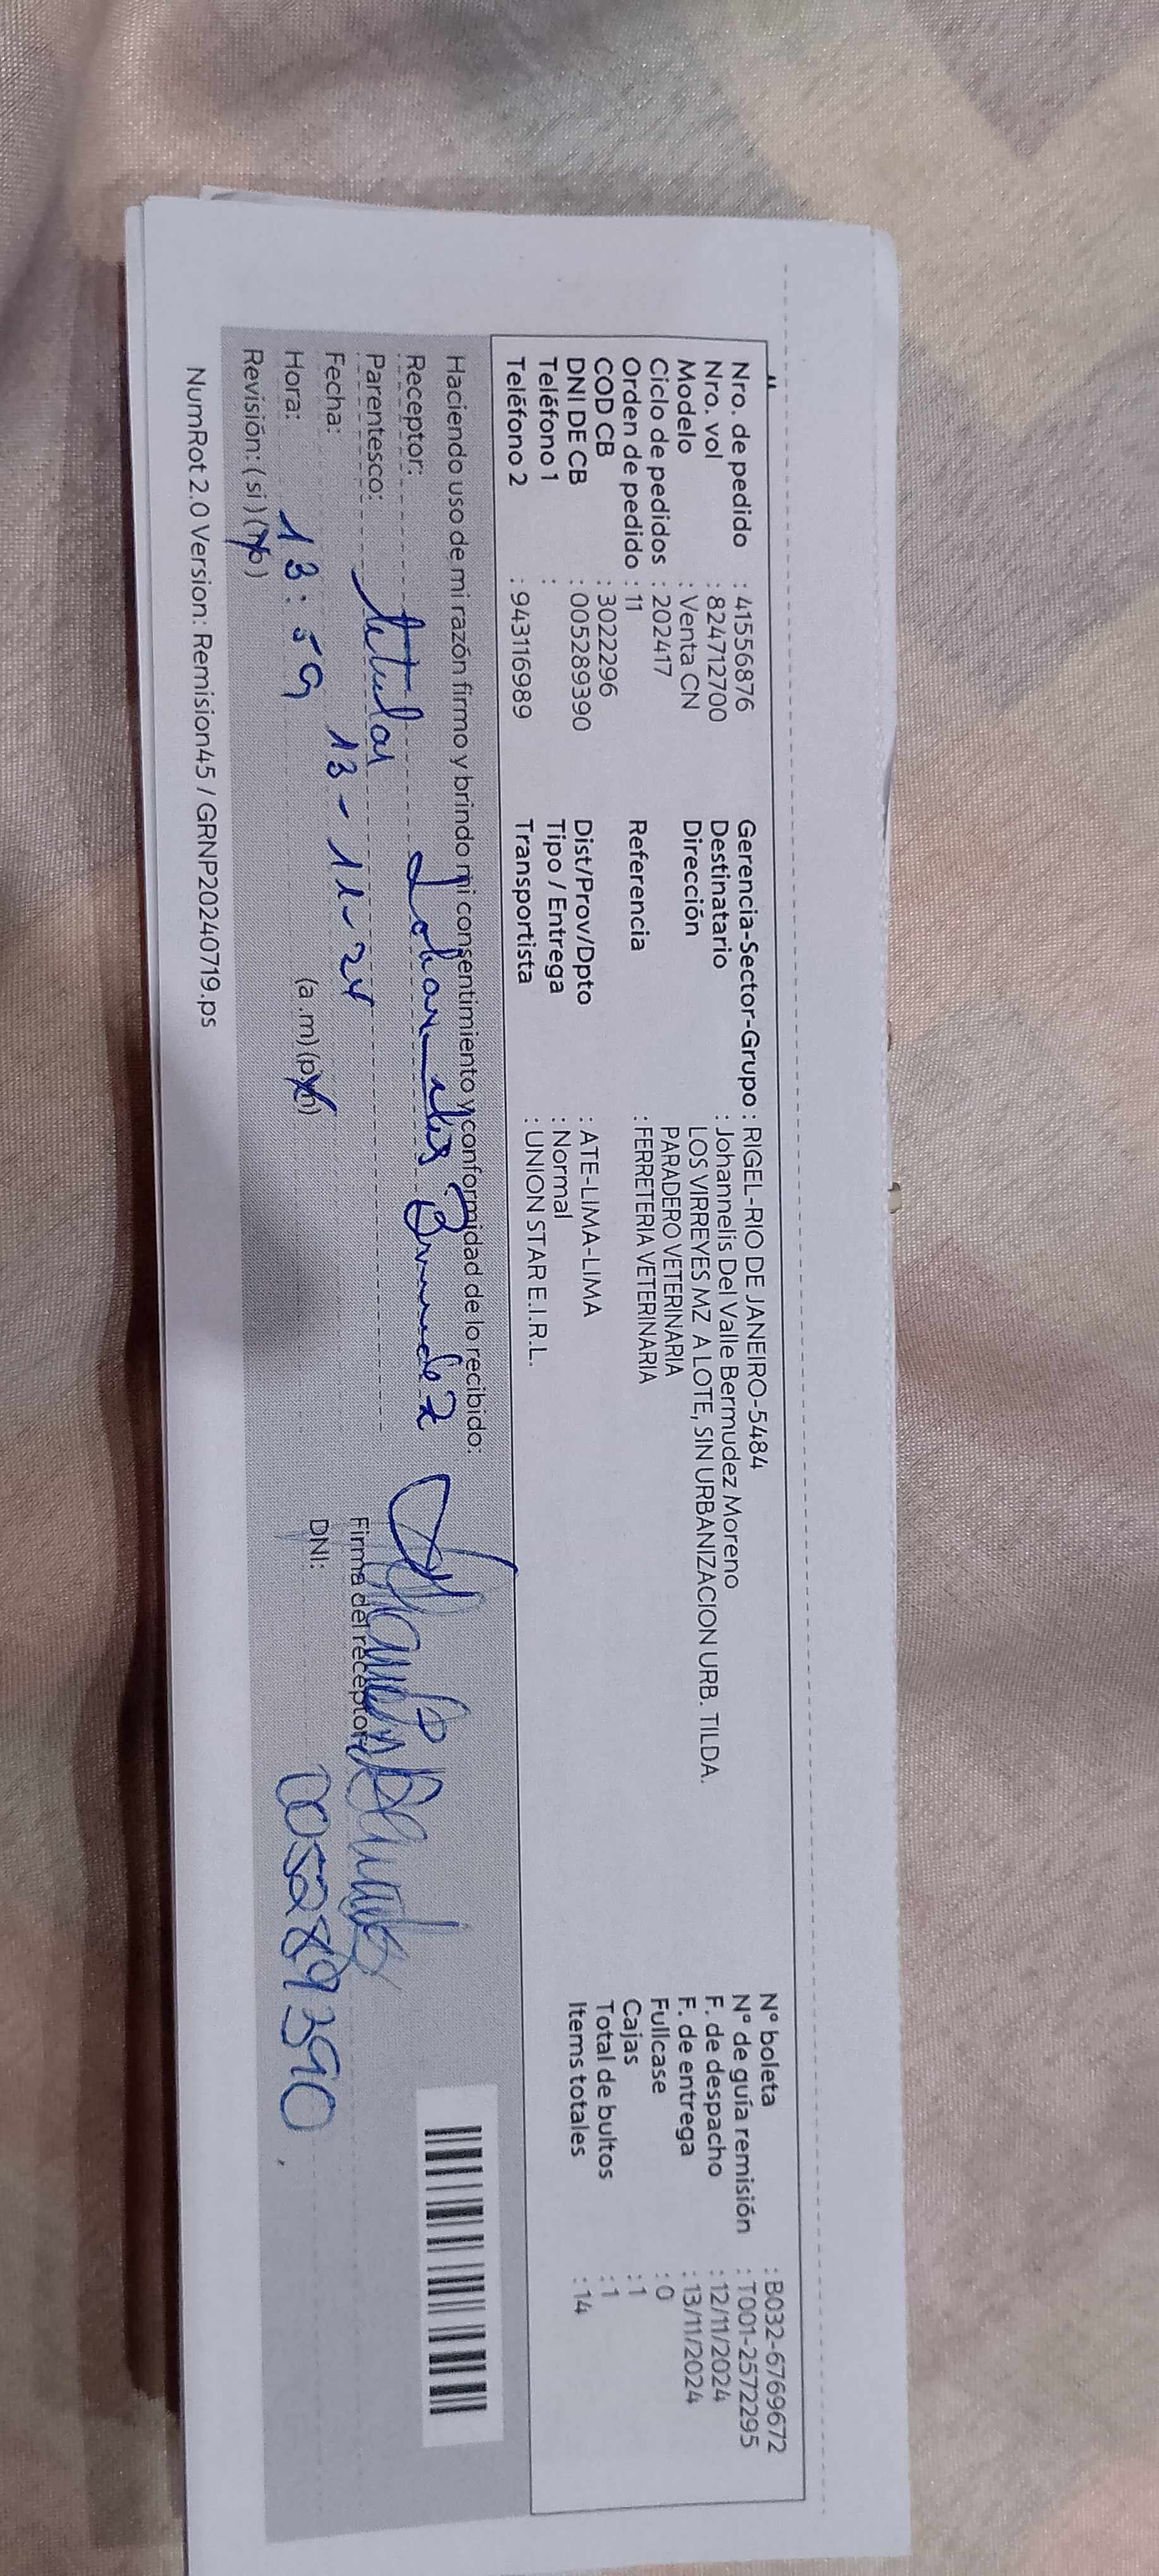 Nro. de pedido : 41556876
Nro. vol : 824712700
Modelo : Venta CN
Ciclo de pedidos : 202417
Orden de pedido : 11
COD CB : 3022296
DNI DE CB : 005289390
Teléfono 1 :
Teléfono 2 : 943116989
Gerencia-Sector-Grupo : RIGEL-RIO DE JANEIRO-5484
Destinatario : Johannelis Del Valle Bermudez Moreno
Dirección LOS VIRREYES MZ A LOTE, SIN URBANIZACION URB. TILDA.
PARADERO VETERINARIA
Referencia : FERRETERIA VETERINARIA
Dist/Prov/Dpto : ATE-LIMA-LIMA
Tipo / Entrega : Normal
Transportista : UNION STAR E.I.R.L.
N° boleta : B032-6769672
N° de guía remisión : T001-2572295
F. de despacho : 12/11/2024
F. de entrega : 13/11/2024
Fullcase : 0
Cajas : 1
Total de bultos : 1
Items totales : 14
Haciendo uso de mi razón firmo y brindo mi consentimiento y conformidad de lo recibido:
Receptor: Johannelis Bermudez
Parentesco: titular
Fecha: 13-11-24
Hora: 13:59 (a.m) (p.m)
Revisión: (si) (no)
Firma del receptor
DNI: 005289390
NumRot 2.0 Version: Remision45 / GRNP20240719.ps